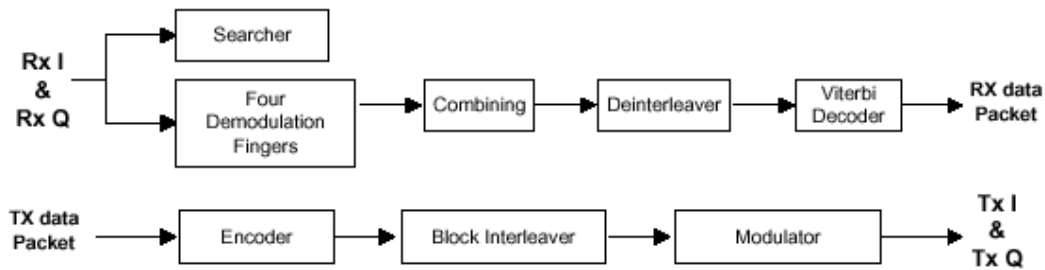 Searcher
Rx I
&
Rx Q
Four
Demodulation
Fingers
Combining
Deinterleaver
Viterbi
Decoder
RX data
Packet
TX data
Packet
Encoder
Block Interleaver
Modulator
Tx I
&
Tx Q